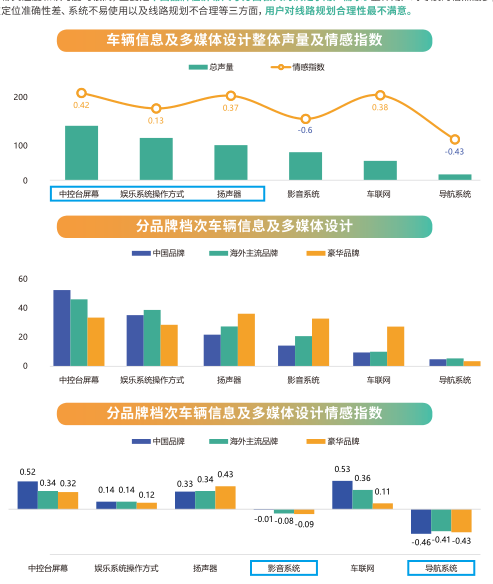 定位准确性差、系统不易使用以及线路规划不合理等三方面，用户对线路规划合理性最不满意。
车辆信息及多媒体设计整体声量及情感指数
总声量 情感指数
200
100
0
0.42 0.13 0.37 -0.6 0.38 -0.43
中控台屏幕 娱乐系统操作方式 扬声器 影音系统 车联网 导航系统
分品牌档次车辆信息及多媒体设计
中国品牌 海外主流品牌 豪华品牌
60
40
20
0
中控台屏幕 娱乐系统操作方式 扬声器 影音系统 车联网 导航系统
分品牌档次车辆信息及多媒体设计情感指数
中国品牌 海外主流品牌 豪华品牌
0.52 0.34 0.32 0.14 0.14 0.12 0.33 0.34 0.43 -0.01 -0.08 -0.09 0.53 0.36 0.11 -0.46 -0.41 -0.43
中控台屏幕 娱乐系统操作方式 扬声器 影音系统 车联网 导航系统